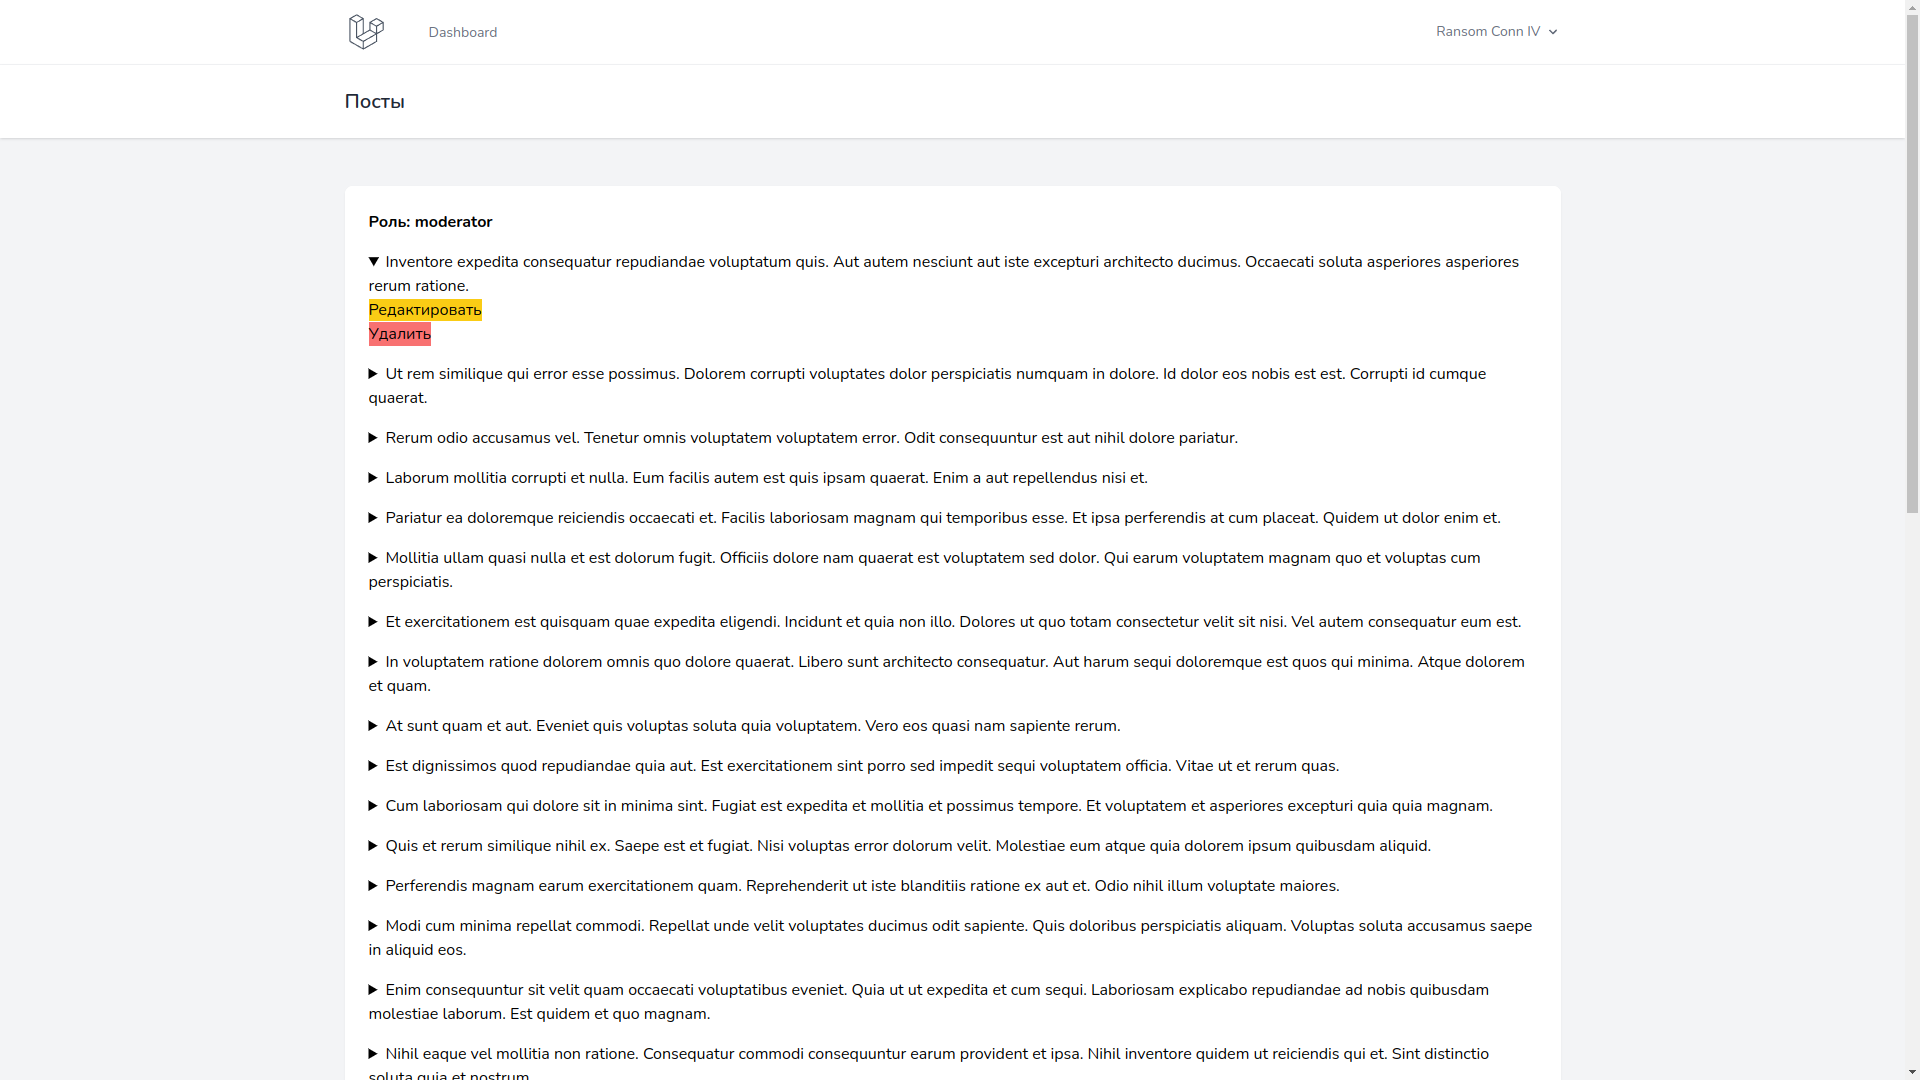 Dashboard
Ransom Conn IV
Посты
Роль: moderator
Inventore expedita consequatur repudiandae voluptatum quis. Aut autem nesciunt aut iste excepturi architecto ducimus. Occaecati soluta asperiores asperiores
rerum ratione.
Редактировать
Удалить
Ut rem similique qui error esse possimus. Dolorem corrupti voluptates dolor perspiciatis numquam in dolore. Id dolor eos nobis est est. Corrupti id cumque
quaerat.
Rerum odio accusamus vel. Tenetur omnis voluptatem voluptatem error. Odit consequuntur est aut nihil dolore pariatur.
Laborum mollitia corrupti et nulla. Eum facilis autem est quis ipsam quaerat. Enim a aut repellendus nisi et.
Pariatur ea doloremque reiciendis occaecati et. Facilis laboriosam magnam qui temporibus esse. Et ipsa perferendis at cum placeat. Quidem ut dolor enim et.
Mollitia ullam quasi nulla et est dolorum fugit. Officiis dolore nam quaerat est voluptatem sed dolor. Qui earum voluptatem magnam quo et voluptas cum
perspiciatis.
Et exercitationem est quisquam quae expedita eligendi. Incidunt et quia non illo. Dolores ut quo totam consectetur velit sit nisi. Vel autem consequatur eum est.
In voluptatem ratione dolorem omnis quo dolore quaerat. Libero sunt architecto consequatur. Aut harum sequi doloremque est quos qui minima. Atque dolorem
et quam.
At sunt quam et aut. Eveniet quis voluptas soluta quia voluptatem. Vero eos quasi nam sapiente rerum.
Est dignissimos quod repudiandae quia aut. Est exercitationem sint porro sed impedit sequi voluptatem officia. Vitae ut et rerum quas.
Cum laboriosam qui dolore sit in minima sint. Fugiat est expedita et mollitia et possimus tempore. Et voluptatem et asperiores excepturi quia quia magnam.
Quis et rerum similique nihil ex. Saepe est et fugiat. Nisi voluptas error dolorum velit. Molestiae eum atque quia dolorem ipsum quibusdam aliquid.
Perferendis magnam earum exercitationem quam. Reprehenderit ut iste blanditiis ratione ex aut et. Odio nihil illum voluptate maiores.
Modi cum minima repellat commodi. Repellat unde velit voluptates ducimus odit sapiente. Quis doloribus perspiciatis aliquam. Voluptas soluta accusamus saepe
in aliquid eos.
Enim consequuntur sit velit quam occaecati voluptatibus eveniet. Quia ut ut expedita et cum sequi. Laboriosam explicabo repudiandae ad nobis quibusdam
molestiae laborum. Est quidem et quo magnam.
Nihil eaque vel mollitia non ratione. Consequatur commodi consequuntur earum provident et ipsa. Nihil inventore quidem ut reiciendis qui et. Sint distinctio
soluta quia et nostrum.